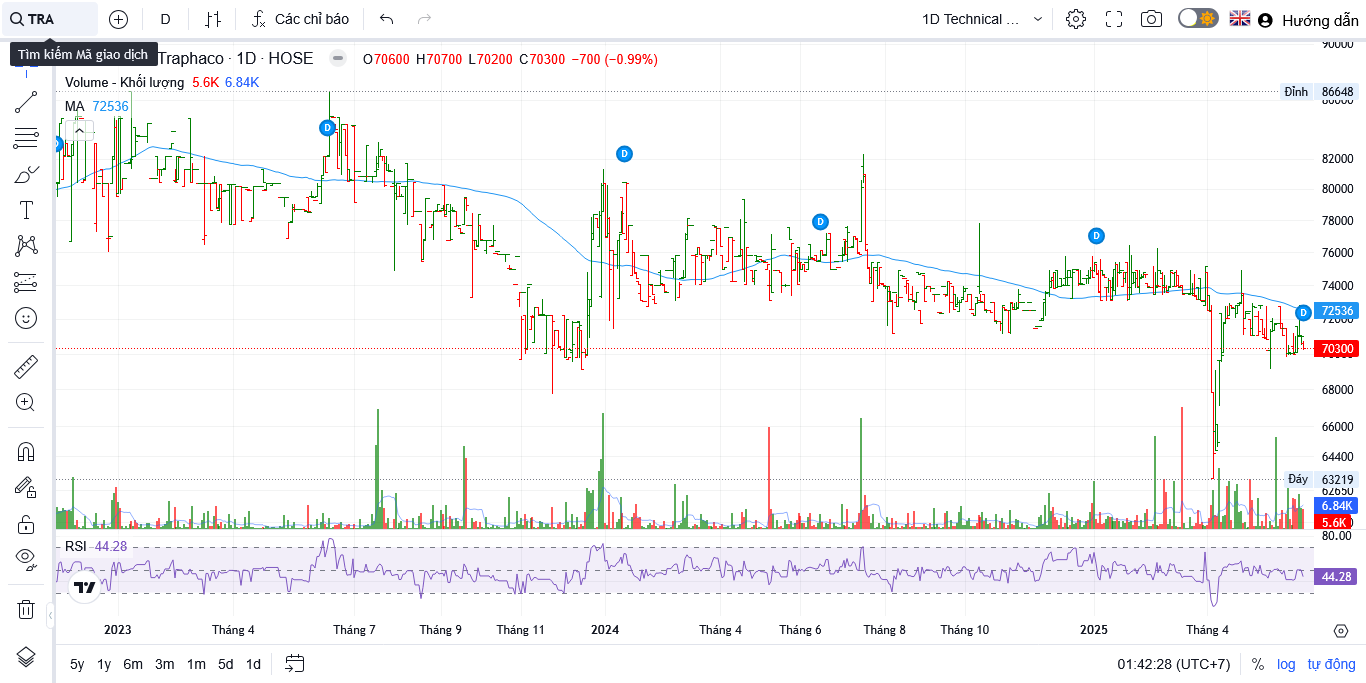 TRA
D
Các chỉ báo
1D Technical ...
Hướng dẫn
Tìm kiếm Mã giao dịch
Traphaco · 1D · HOSE
O70600 H70700 L70200 C70300 −700 (−0.99%)
Volume - Khối lượng 5.6K 6.84K
MA 72536
D
D
D
D
D
90000
Đỉnh 86648
86000
82000
80000
78000
76000
74000
72536
72000
70300
70000
68000
66000
64400
Đáy 63219
62650
6.84K
5.6K
RSI 44.28
80.00
44.28
2023
Tháng 4
Tháng 7
Tháng 9
Tháng 11
2024
Tháng 4
Tháng 6
Tháng 8
Tháng 10
2025
Tháng 4
5y 1y 6m 3m 1m 5d 1d
01:42:28 (UTC+7)
% log tự động